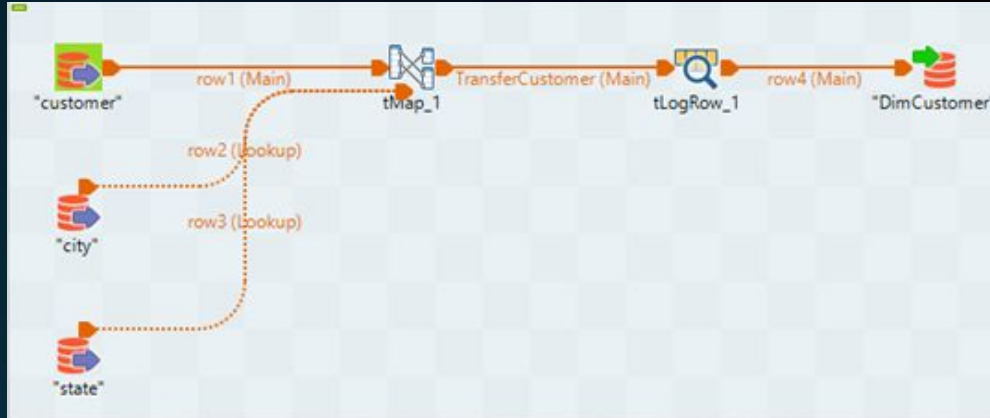 row1 (Main)
TransferCustomer (Main)
row4 (Main)
"customer"
tMap_1
tLogRow_1
"DimCustomer"
row2 (Lookup)
row3 (Lookup)
"city"
"state"